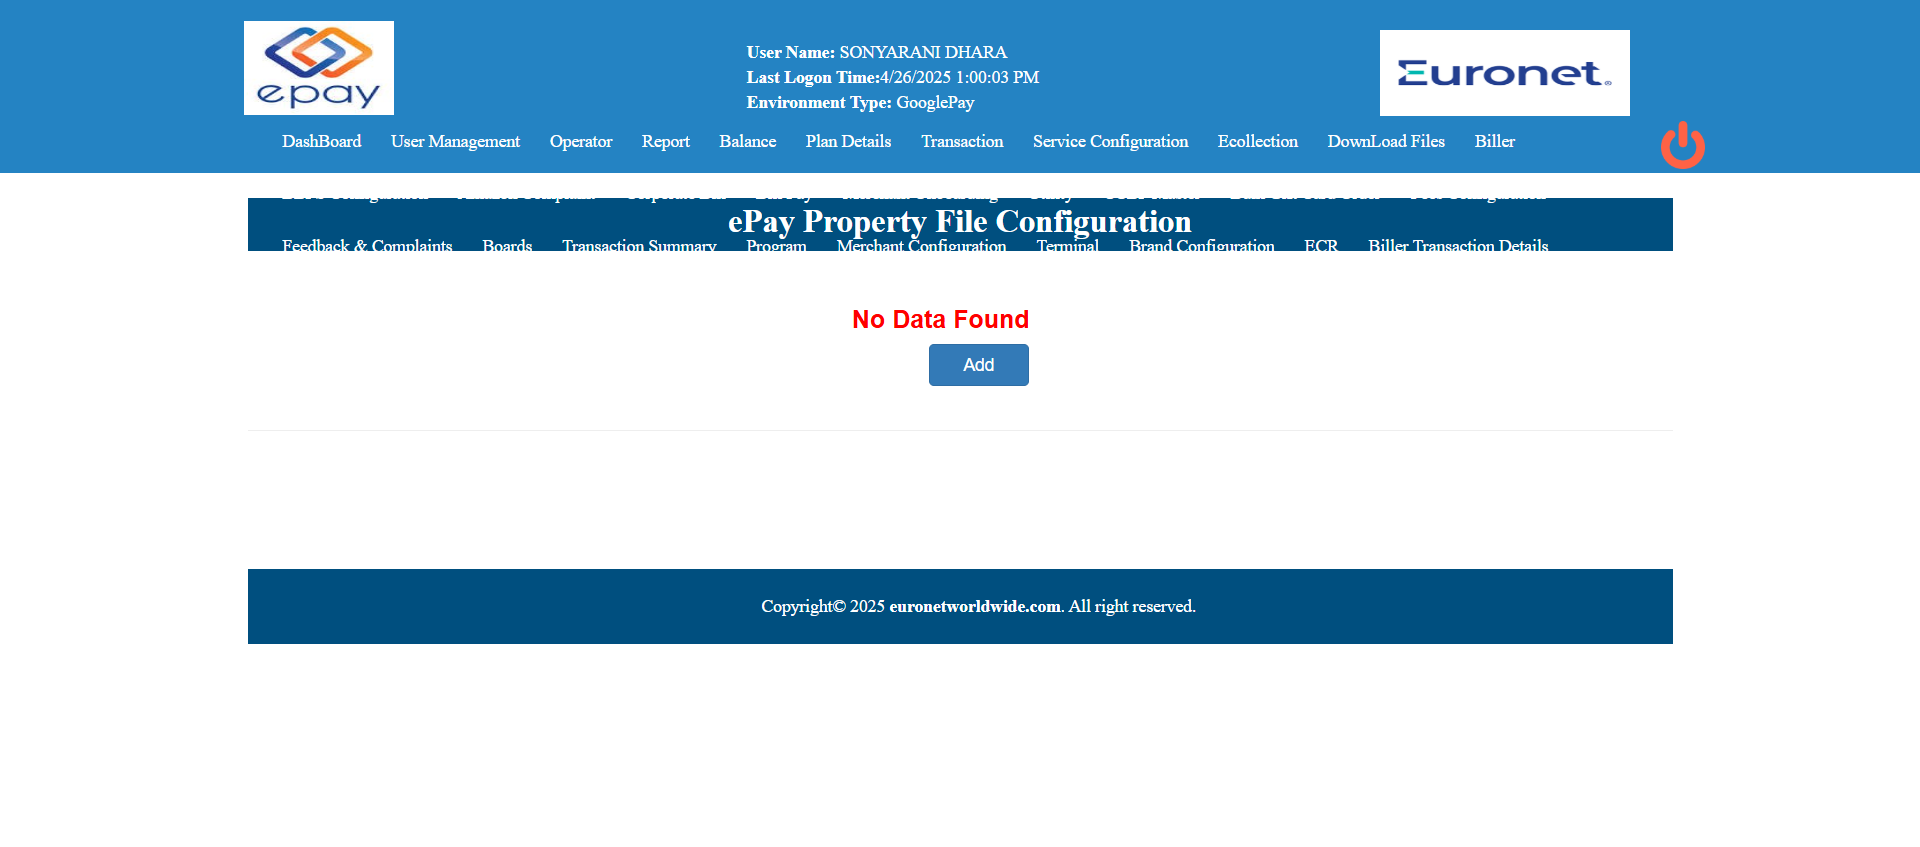 epay
User Name: SONYARANI DHARA
Last Logon Time:4/26/2025 1:00:03 PM
Environment Type: GooglePay
Euronet®
DashBoard User Management Operator Report Balance Plan Details Transaction Service Configuration Ecollection DownLoad Files Biller
ePay Property File Configuration
Feedback & Complaints Boards Transaction Summary Program Merchant Configuration Terminal Brand Configuration ECR Biller Transaction Details
No Data Found
Add
Copyright© 2025 euronetworldwide.com. All right reserved.